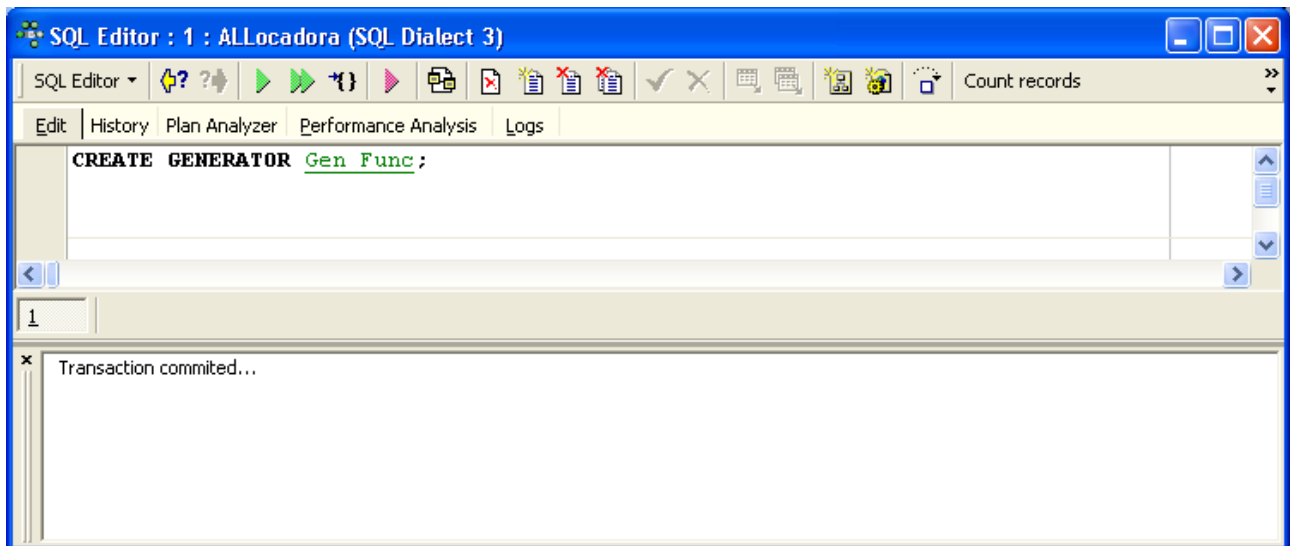 SQL Editor : 1 : ALLocadora (SQL Dialect 3)
SQL Editor Count records
Edit History Plan Analyzer Performance Analysis Logs
CREATE GENERATOR Gen_Func;
1
Transaction commited...